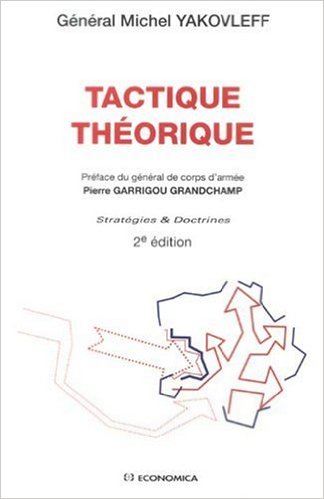 Général Michel YAKOVLEFF
TACTIQUE
THÉORIQUE
Préface du général de corps d'armée
Pierre GARRIGOU GRANDCHAMP
Stratégies & Doctrines
2e édition
ECONOMICA